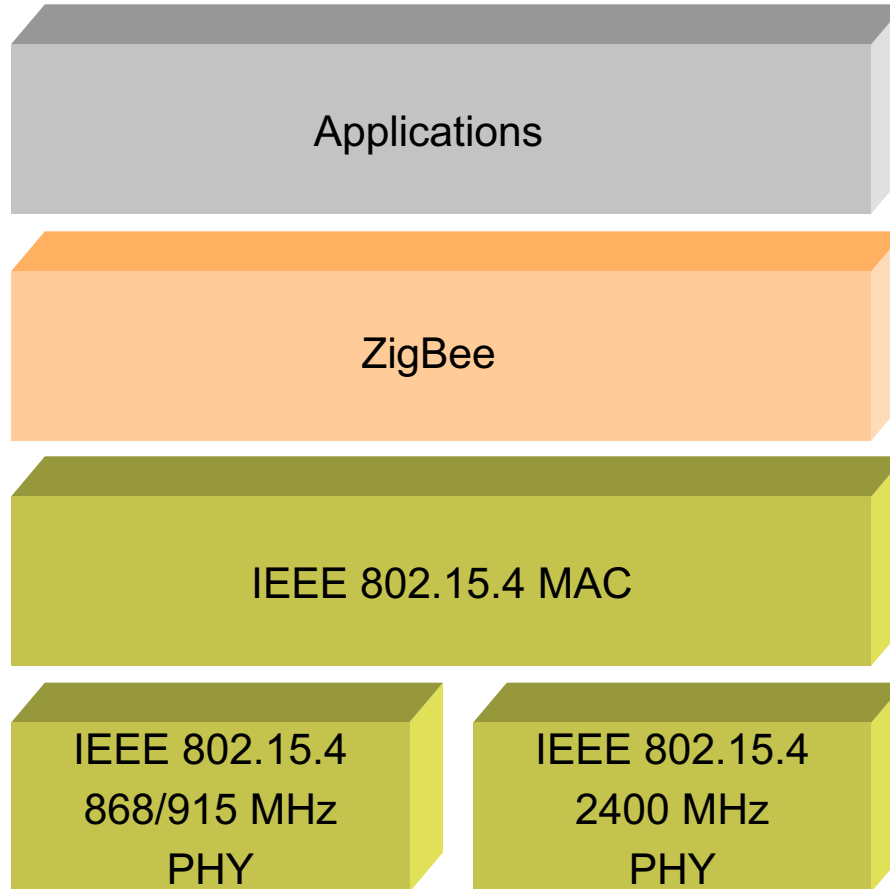 Applications
ZigBee
IEEE 802.15.4 MAC
IEEE 802.15.4
868/915 MHz
PHY
IEEE 802.15.4
2400 MHz
PHY